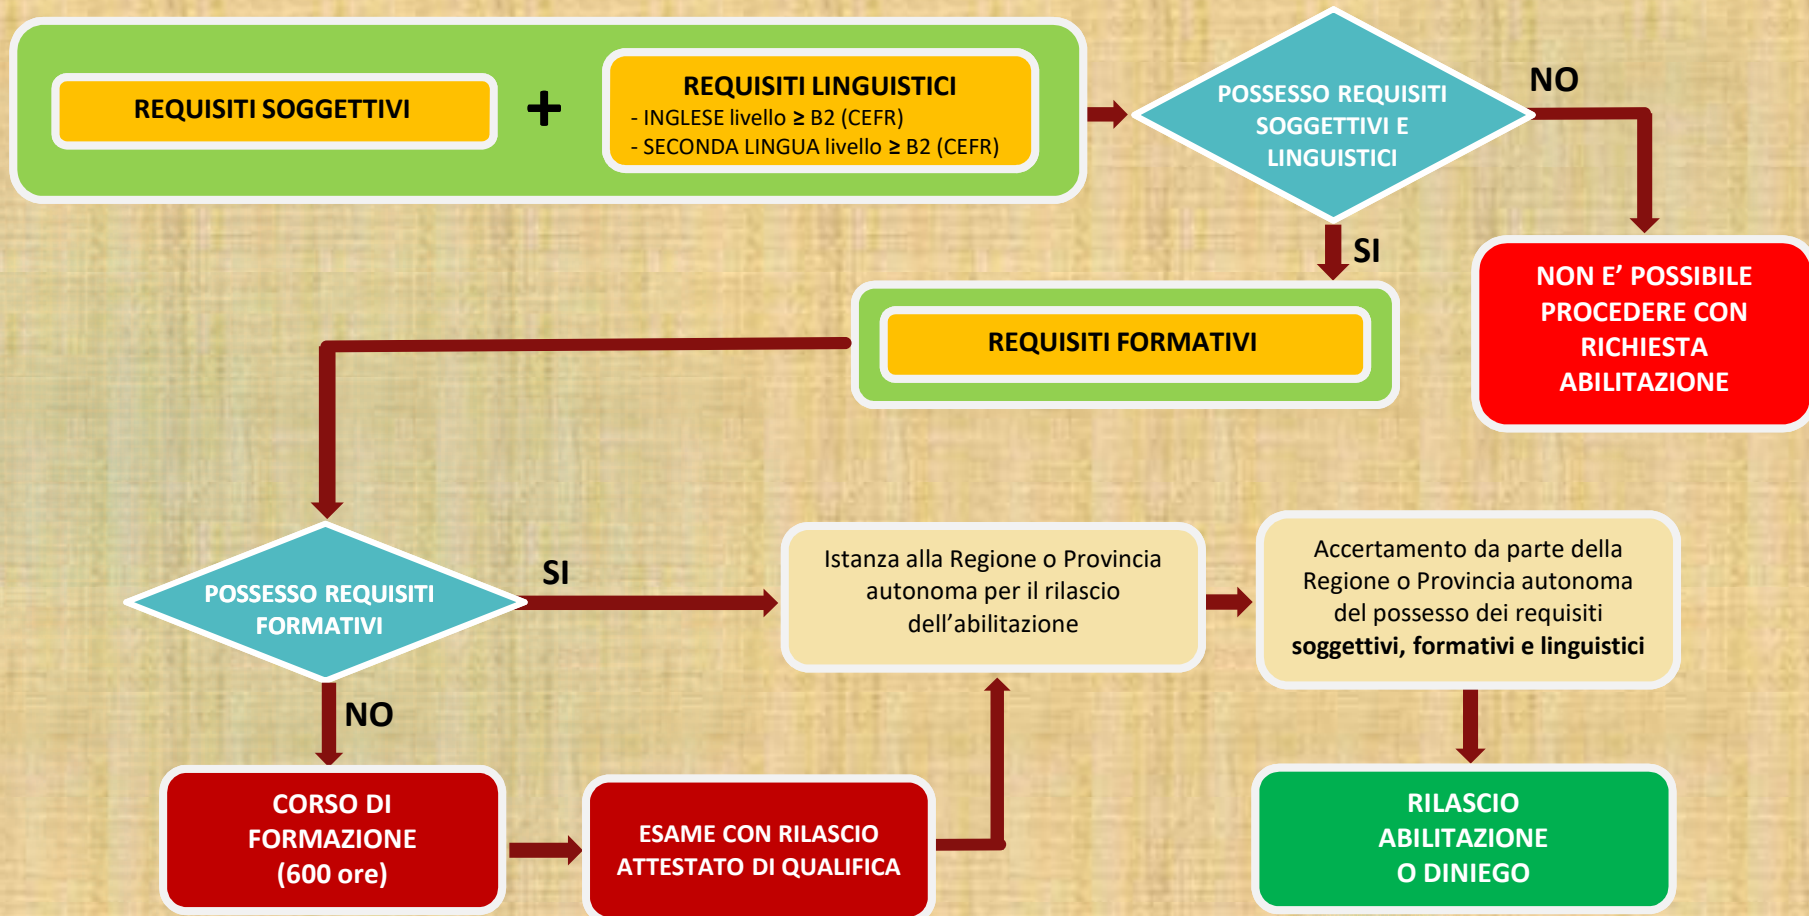 REQUISITI SOGGETTIVI
+
REQUISITI LINGUISTICI
- INGLESE livello ≥ B2 (CEFR)
- SECONDA LINGUA livello ≥ B2 (CEFR)
POSSESSO REQUISITI
SOGGETTIVI E
LINGUISTICI
NO
SI
NON E’ POSSIBILE
PROCEDERE CON
RICHIESTA
ABILITAZIONE
REQUISITI FORMATIVI
POSSESSO REQUISITI
FORMATIVI
SI
Istanza alla Regione o Provincia
autonoma per il rilascio
dell’abilitazione
Accertamento da parte della
Regione o Provincia autonoma
del possesso dei requisiti
soggettivi, formativi e linguistici
NO
CORSO DI
FORMAZIONE
(600 ore)
ESAME CON RILASCIO
ATTESTATO DI QUALIFICA
RILASCIO
ABILITAZIONE
O DINIEGO